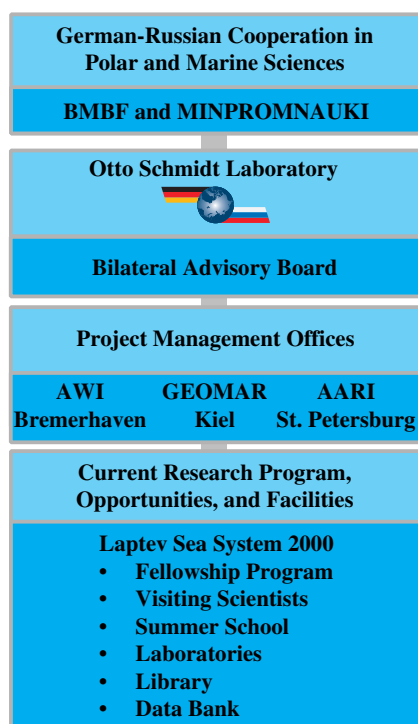 German-Russian Cooperation in
Polar and Marine Sciences
BMBF and MINPROMNAUKI
Otto Schmidt Laboratory
Bilateral Advisory Board
Project Management Offices
AWI GEOMAR AARI
Bremerhaven Kiel St. Petersburg
Current Research Program,
Opportunities, and Facilities
Laptev Sea System 2000
• Fellowship Program
• Visiting Scientists
• Summer School
• Laboratories
• Library
• Data Bank